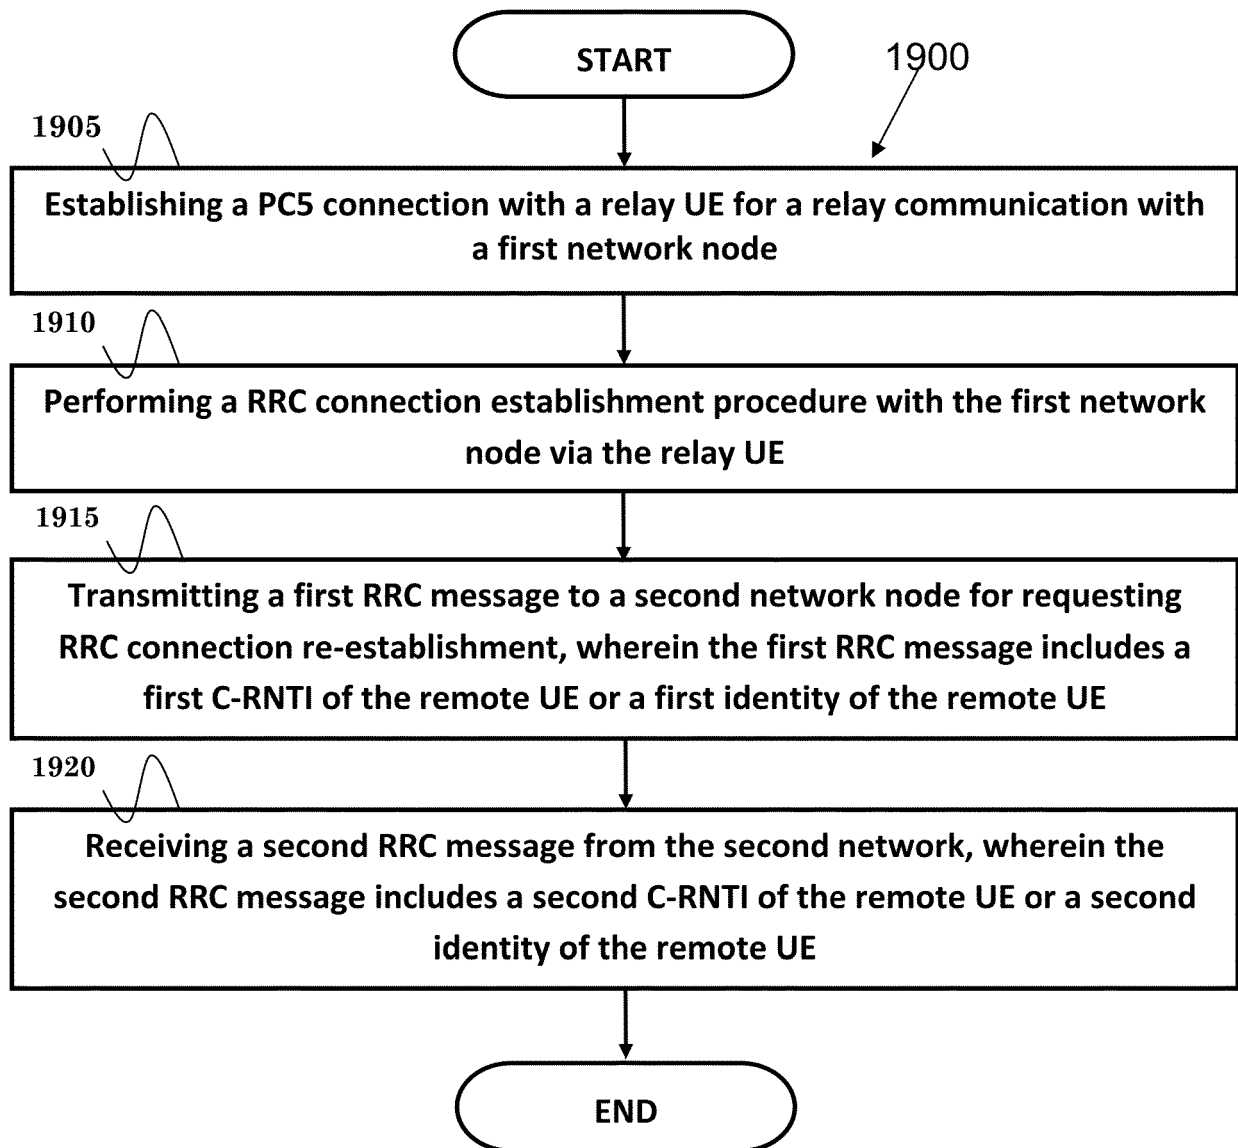 START
1900
1905
Establishing a PC5 connection with a relay UE for a relay communication with
a first network node
1910
Performing a RRC connection establishment procedure with the first network
node via the relay UE
1915
Transmitting a first RRC message to a second network node for requesting
RRC connection re-establishment, wherein the first RRC message includes a
first C-RNTI of the remote UE or a first identity of the remote UE
1920
Receiving a second RRC message from the second network, wherein the
second RRC message includes a second C-RNTI of the remote UE or a second
identity of the remote UE
END